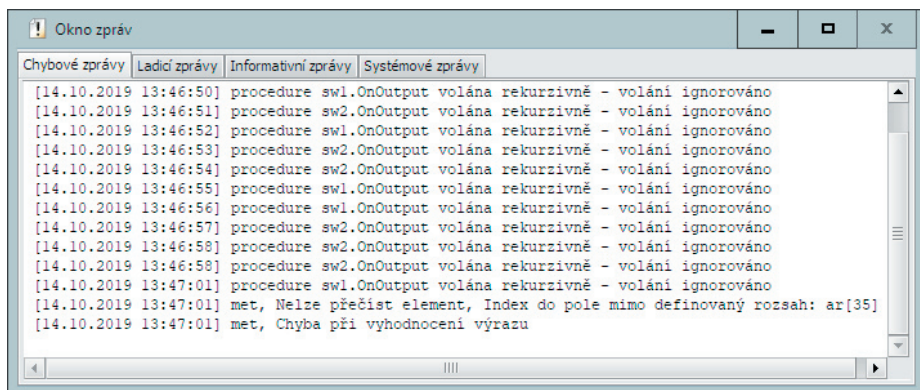 Okno zpráv
Chybové zprávy Ladicí zprávy Informativní zprávy Systémové zprávy
[14.10.2019 13:46:50] procedure sw1.OnOutput volána rekurzivně - volání ignorováno
[14.10.2019 13:46:51] procedure sw2.OnOutput volána rekurzivně - volání ignorováno
[14.10.2019 13:46:52] procedure sw1.OnOutput volána rekurzivně - volání ignorováno
[14.10.2019 13:46:53] procedure sw2.OnOutput volána rekurzivně - volání ignorováno
[14.10.2019 13:46:54] procedure sw2.OnOutput volána rekurzivně - volání ignorováno
[14.10.2019 13:46:55] procedure sw1.OnOutput volána rekurzivně - volání ignorováno
[14.10.2019 13:46:56] procedure sw1.OnOutput volána rekurzivně - volání ignorováno
[14.10.2019 13:46:57] procedure sw2.OnOutput volána rekurzivně - volání ignorováno
[14.10.2019 13:46:58] procedure sw2.OnOutput volána rekurzivně - volání ignorováno
[14.10.2019 13:46:58] procedure sw2.OnOutput volána rekurzivně - volání ignorováno
[14.10.2019 13:47:01] procedure sw1.OnOutput volána rekurzivně - volání ignorováno
[14.10.2019 13:47:01] met, Nelze přečíst element, Index do pole mimo definovaný rozsah: ar[35]
[14.10.2019 13:47:01] met, Chyba při vyhodnocení výrazu